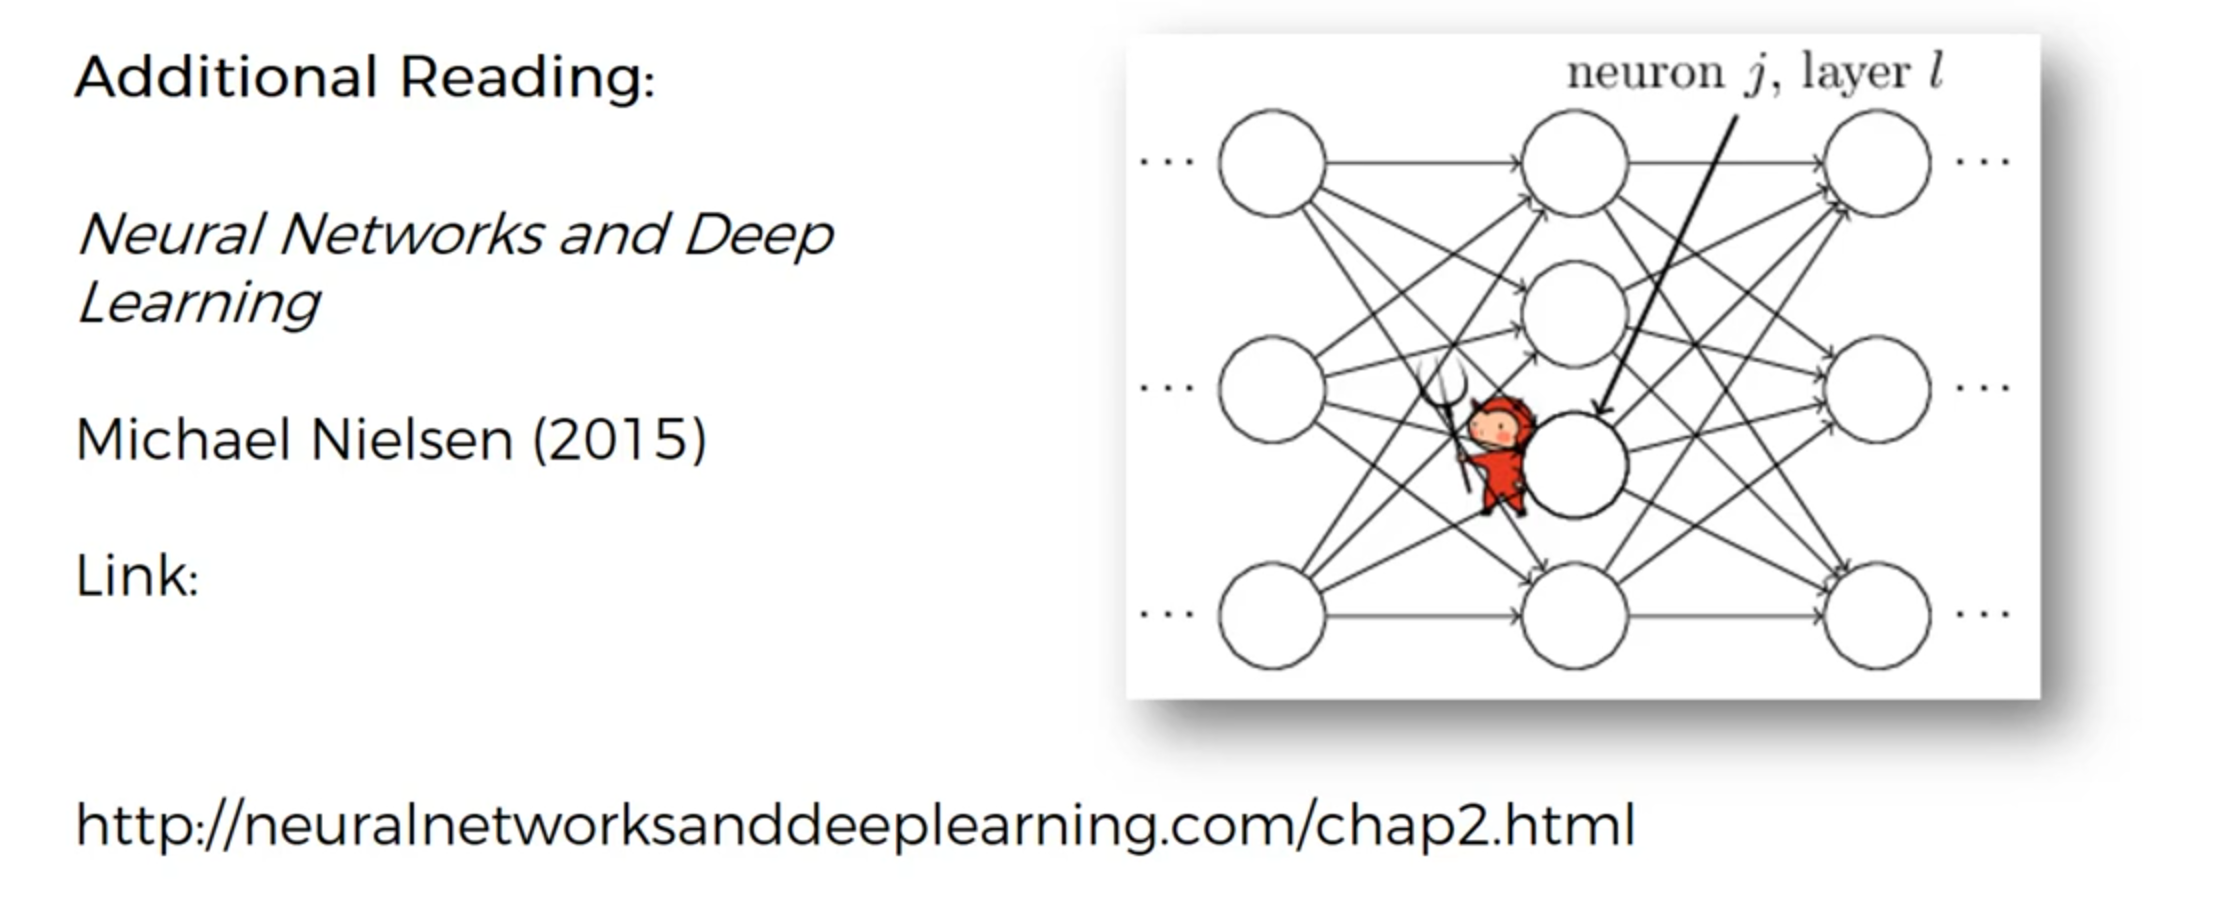 Additional Reading:
Neural Networks and Deep
Learning
Michael Nielsen (2015)
Link:
http://neuralnetworksanddeeplearning.com/chap2.html
neuron j, layer l
... ...
... ...
... ...